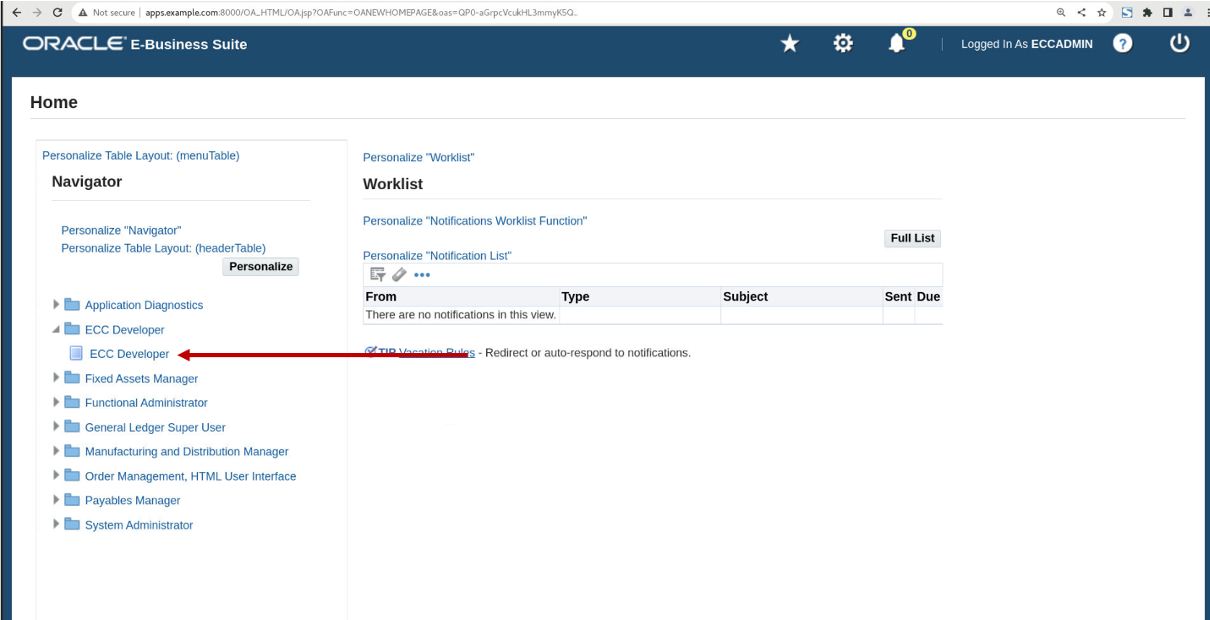 Not secure | apps.example.com:8000/OA_HTML/OA.jsp?OAFunc=OANEWHOMEPAGE&oas=QP0-aGrpcVcukHL3mmyK5Q..
ORACLE E-Business Suite
0
Logged In As ECCADMIN
?
Home
Personalize Table Layout: (menuTable)
Navigator
Personalize "Navigator"
Personalize Table Layout: (headerTable)
Personalize
Application Diagnostics
ECC Developer
ECC Developer
Fixed Assets Manager
Functional Administrator
General Ledger Super User
Manufacturing and Distribution Manager
Order Management, HTML User Interface
Payables Manager
System Administrator
Personalize "Worklist"
Worklist
Personalize "Notifications Worklist Function"
Full List
Personalize "Notification List"
From Type Subject Sent Due
There are no notifications in this view.
TIP Vacation Rules - Redirect or auto-respond to notifications.